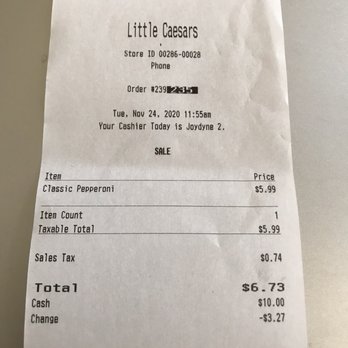 Little Caesars
Store ID 00286-00028
Phone
Order #239235
Tue, Nov 24, 2020 11:55am
Your Cashier Today is Jaydyne 2.
SALE
Item Price
Classic Pepperoni $5.99
Item Count 1
Taxable Total $5.99
Sales Tax $0.74
Total $6.73
Cash $10.00
Change -$3.27